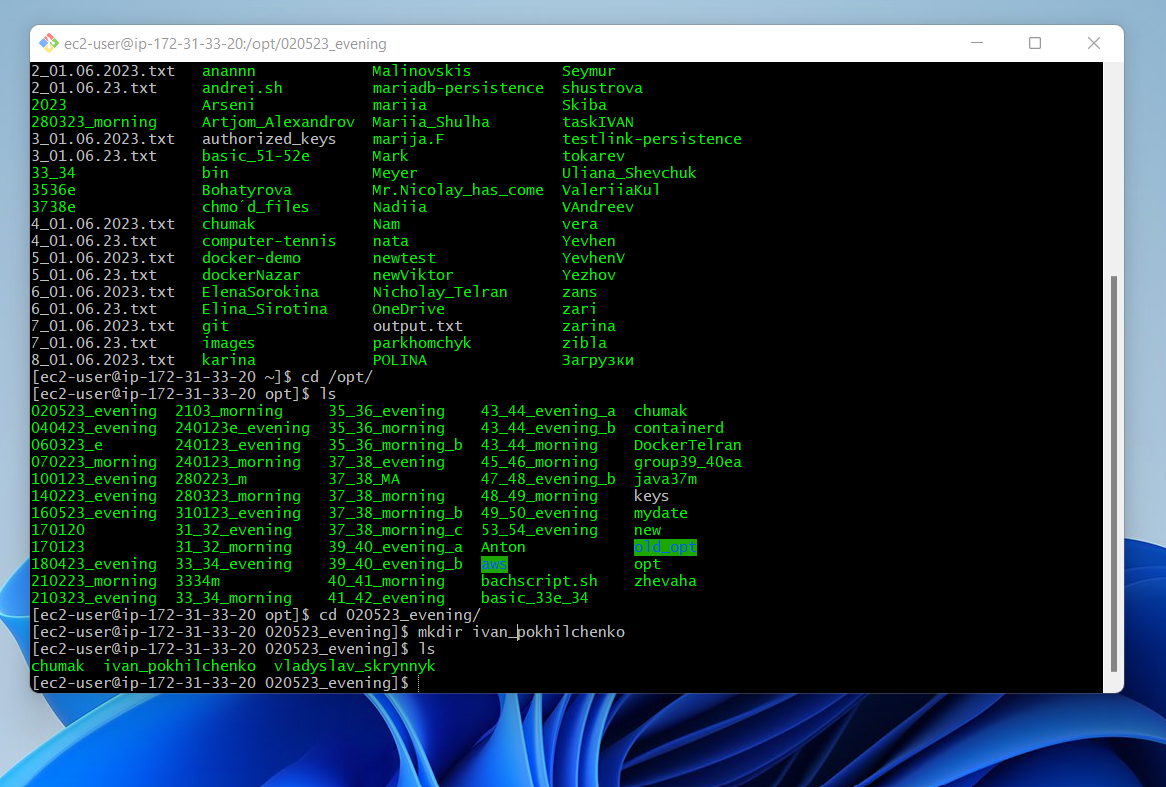 ec2-user@ip-172-31-33-20:/opt/020523_evening
2_01.06.2023.txt anannn Malinovskis Seymur
2_01.06.23.txt andrei.sh mariadb-persistence shustrova
2023 Arseni mariia Skiba
280323_morning Artjom_Alexandrov Mariia_Shulha taskIVAN
3_01.06.2023.txt authorized_keys marija.F testlink-persistence
3_01.06.23.txt basic_51-52e Mark tokarev
33_34 bin Meyer Uliana_Shevchuk
3536e Bohatyrova Mr.Nicolay_has_come ValeriiaKul
3738e chmo´d_files Nadiia VAndreev
4_01.06.2023.txt chumak Nam vera
4_01.06.23.txt computer-tennis nata Yevhen
5_01.06.2023.txt docker-demo newtest YevhenV
5_01.06.23.txt dockerNazar newViktor Yezhov
6_01.06.2023.txt ElenaSorokina Nicholay_Telran zans
6_01.06.23.txt Elina_Sirotina OneDrive zari
7_01.06.2023.txt git output.txt zarina
7_01.06.23.txt images parkhomchyk zibla
8_01.06.2023.txt karina POLINA Загрузки
[ec2-user@ip-172-31-33-20 ~]$ cd /opt/
[ec2-user@ip-172-31-33-20 opt]$ ls
020523_evening 2103_morning 35_36_evening 43_44_evening_a chumak
040423_evening 240123e_evening 35_36_morning 43_44_evening_b containerd
060323_e 240123_evening 35_36_morning_b 43_44_morning DockerTelran
070223_morning 240123_morning 37_38_evening 45_46_morning group39_40ea
100123_evening 280223_m 37_38_MA 47_48_evening_b java37m
140223_evening 280323_morning 37_38_morning 48_49_morning keys
160523_evening 310123_evening 37_38_morning_b 49_50_evening mydate
170120 31_32_evening 37_38_morning_c 53_54_evening new
170123 31_32_morning 39_40_evening_a Anton old_opt
180423_evening 33_34_evening 39_40_evening_b aws opt
210223_morning 3334m 40_41_morning bachscript.sh zhevaha
210323_evening 33_34_morning 41_42_evening basic_33e_34
[ec2-user@ip-172-31-33-20 opt]$ cd 020523_evening/
[ec2-user@ip-172-31-33-20 020523_evening]$ mkdir ivan_pokhilchenko
[ec2-user@ip-172-31-33-20 020523_evening]$ ls
chumak ivan_pokhilchenko vladyslav_skrynnyk
[ec2-user@ip-172-31-33-20 020523_evening]$